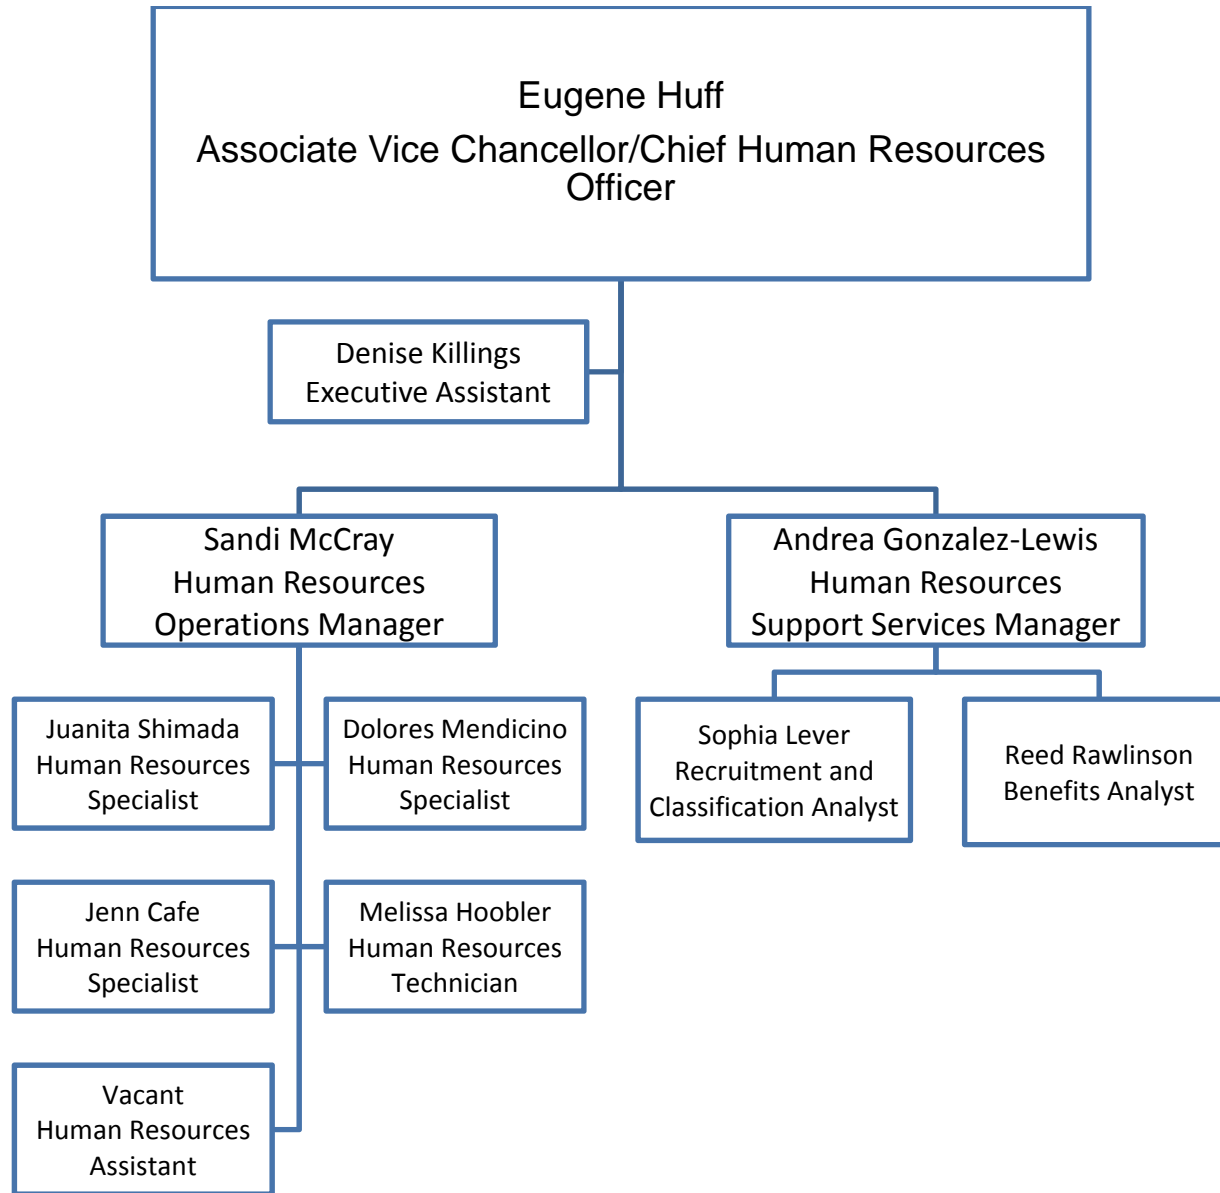 Eugene Huff
Associate Vice Chancellor/Chief Human Resources
Officer
Denise Killings
Executive Assistant
Sandi McCray
Human Resources
Operations Manager
Andrea Gonzalez-Lewis
Human Resources
Support Services Manager
Juanita Shimada
Human Resources
Specialist
Dolores Mendicino
Human Resources
Specialist
Sophia Lever
Recruitment and
Classification Analyst
Reed Rawlinson
Benefits Analyst
Jenn Cafe
Human Resources
Specialist
Melissa Hoobler
Human Resources
Technician
Vacant
Human Resources
Assistant